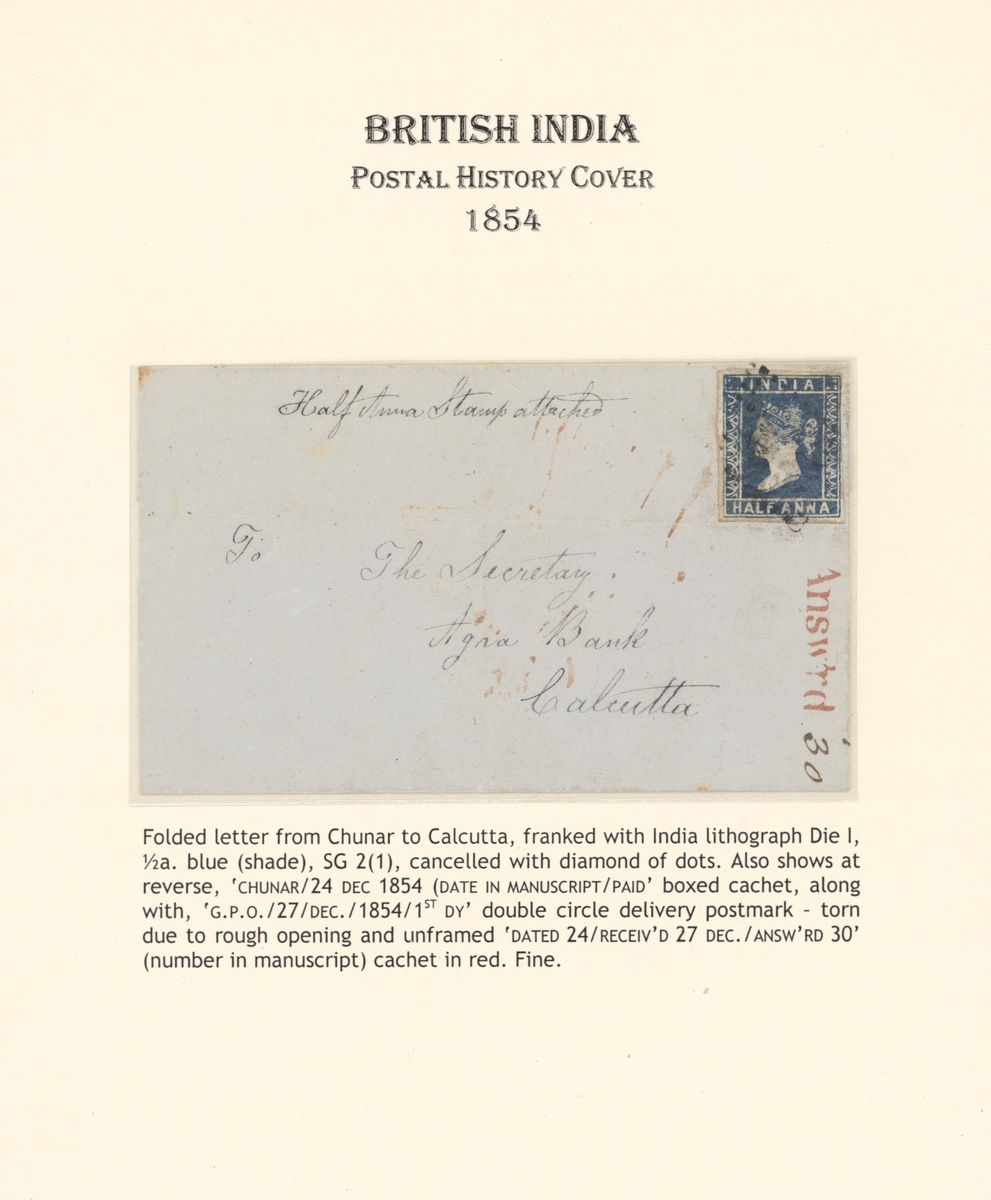 BRITISH INDIA
POSTAL HISTORY COVER
1854
Half Anna Stamp attached
INDIA
HALF ANNA
To
The Secretary
Agra Bank
Calcutta
Answ'rd 30
Folded letter from Chunar to Calcutta, franked with India lithograph Die I,
½a. blue (shade), SG 2(1), cancelled with diamond of dots. Also shows at
reverse, 'CHUNAR/24 DEC 1854 (DATE IN MANUSCRIPT/PAID' boxed cachet, along
with, 'G.P.O./27/DEC./1854/1ST DY' double circle delivery postmark – torn
due to rough opening and unframed 'DATED 24/RECEIV'D 27 DEC./ANSW'RD 30'
(number in manuscript) cachet in red. Fine.